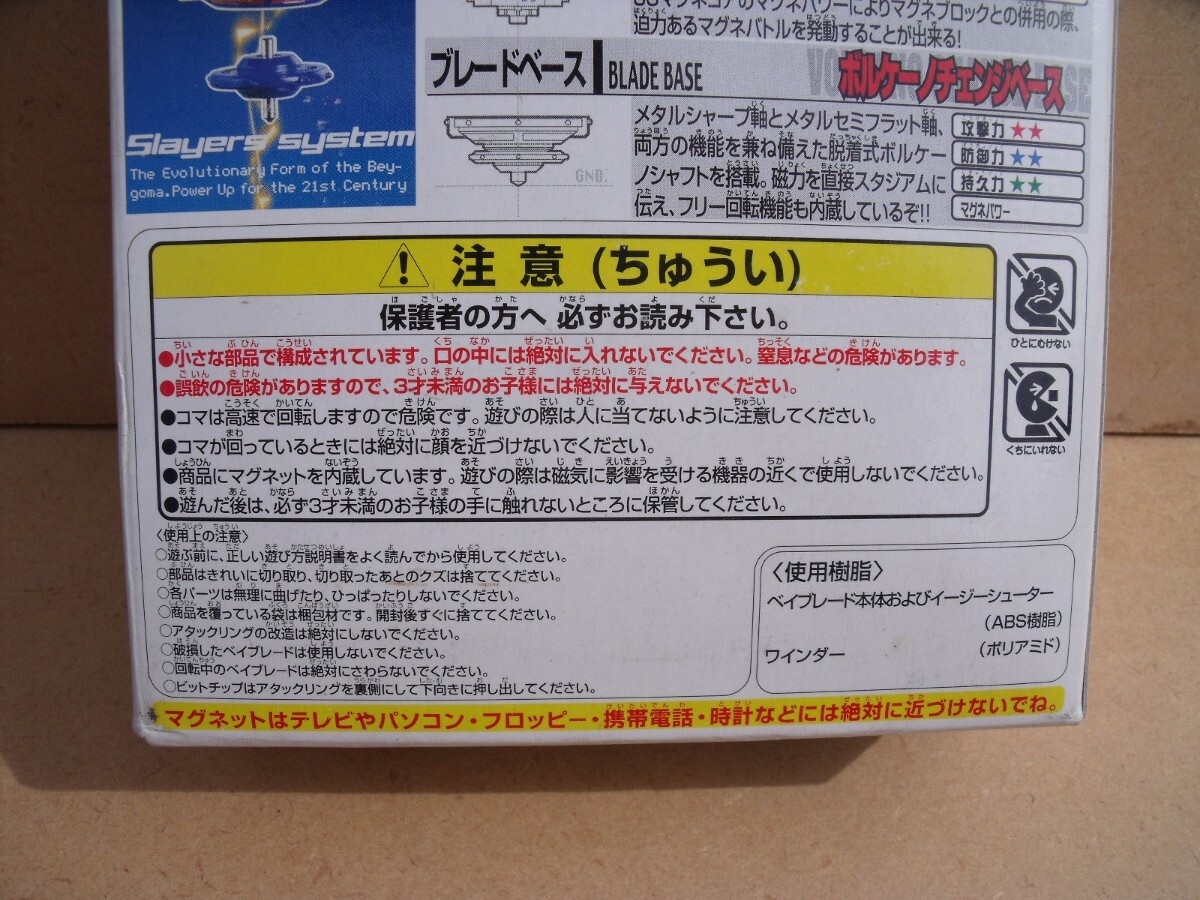 SGマグネコアのマグネパワーによりマグネブロックとの併用の際、
迫力あるマグネバトルを発動することが出来る!
ブレードベース BLADE BASE
ボルケーノチェンジベース
メタルシャープ軸とメタルセミフラット軸、
両方の機能を兼ね備えた脱着式ボルケー
ノシャフトを搭載。磁力を直接スタジアムに
伝え、フリー回転機能も内蔵しているぞ!!
攻撃力 ★★
防御力 ★★
持久力 ★★
マグネパワー
GND.
Slayers system
The Evolutionary Form of the Bey-
goma.Power Up for the 21st Century
注意 (ちゅうい)
保護者の方へ 必ずお読み下さい。
●小さな部品で構成されています。口の中には絶対に入れないでください。窒息などの危険があります。
●誤飲の危険がありますので、3才未満のお子様には絶対に与えないでください。
●コマは高速で回転しますので危険です。遊びの際は人に当てないように注意してください。
●コマが回っているときには絶対に顔を近づけないでください。
●商品にマグネットを内蔵しています。遊びの際は磁気に影響を受ける機器の近くで使用しないでください。
●遊んだ後は、必ず3才未満のお子様の手に触れないところに保管してください。
ひとにむけない
くちにいれない
〈使用上の注意〉
○遊ぶ前に、正しい遊び方説明書をよく読んでから使用してください。
○部品はきれいに切り取り、切り取ったあとのクズは捨ててください。
○各パーツは無理に曲げたり、ひっぱったりしないでください。
○商品を覆っている袋は梱包材です。開封後すぐに捨ててください。
○アタックリングの改造は絶対にしないでください。
○破損したベイブレードは使用しないでください。
○回転中のベイブレードは絶対にさわらないでください。
○ビットチップはアタックリングを裏側にして下向きに押し出してください。
〈使用樹脂〉
ベイブレード本体およびイージーシューター
(ABS樹脂)
ワインダー (ポリアミド)
マグネットはテレビやパソコン・フロッピー・携帯電話・時計などには絶対に近づけないでね。